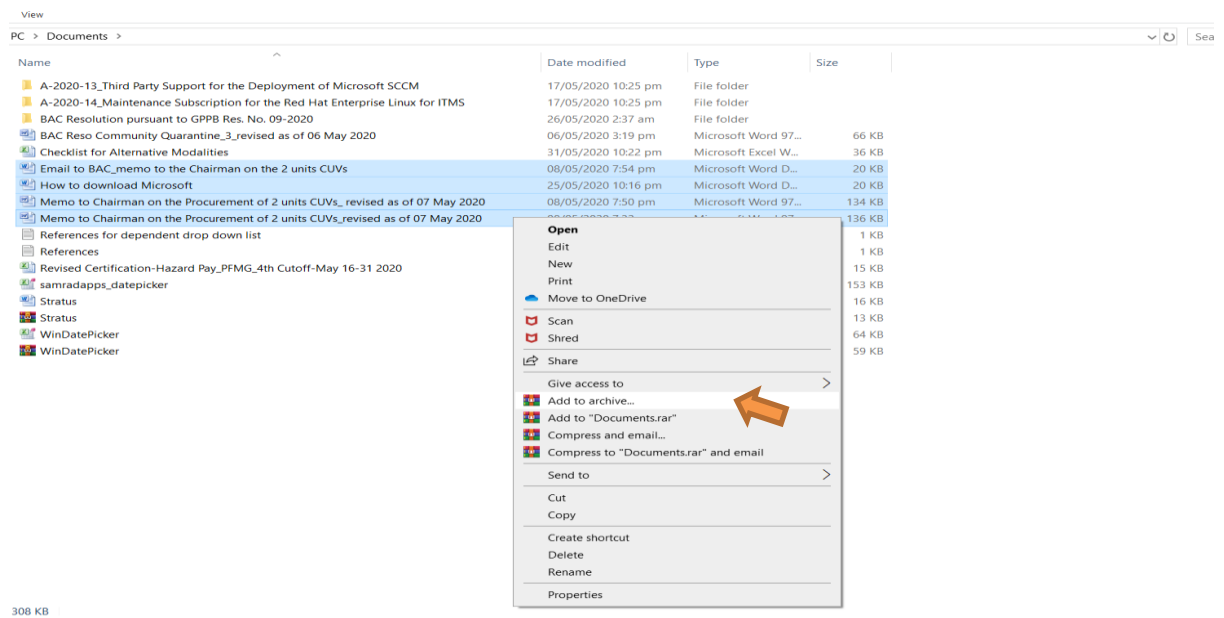 View
PC > Documents >
Sea
Name Date modified Type Size
A-2020-13_Third Party Support for the Deployment of Microsoft SCCM 17/05/2020 10:25 pm File folder
A-2020-14_Maintenance Subscription for the Red Hat Enterprise Linux for ITMS 17/05/2020 10:25 pm File folder
BAC Resolution pursuant to GPPB Res. No. 09-2020 26/05/2020 2:37 am File folder
BAC Reso Community Quarantine_3_revised as of 06 May 2020 06/05/2020 3:19 pm Microsoft Word 97... 66 KB
Checklist for Alternative Modalities 31/05/2020 10:22 pm Microsoft Excel W... 36 KB
Email to BAC_memo to the Chairman on the 2 units CUVs 08/05/2020 7:54 pm Microsoft Word D... 20 KB
How to download Microsoft 25/05/2020 10:16 pm Microsoft Word D... 20 KB
Memo to Chairman on the Procurement of 2 units CUVs_ revised as of 07 May 2020 08/05/2020 7:50 pm Microsoft Word 97... 134 KB
Memo to Chairman on the Procurement of 2 units CUVs_revised as of 07 May 2020 136 KB
References for dependent drop down list 1 KB
References 1 KB
Revised Certification-Hazard Pay_PFMG_4th Cutoff-May 16-31 2020 15 KB
samradapps_datepicker 153 KB
Stratus 16 KB
Stratus 13 KB
WinDatePicker 64 KB
WinDatePicker 59 KB
Open
Edit
New
Print
Move to OneDrive
Scan
Shred
Share
Give access to
Add to archive...
Add to "Documents.rar"
Compress and email...
Compress to "Documents.rar" and email
Send to
Cut
Copy
Create shortcut
Delete
Rename
Properties
308 KB